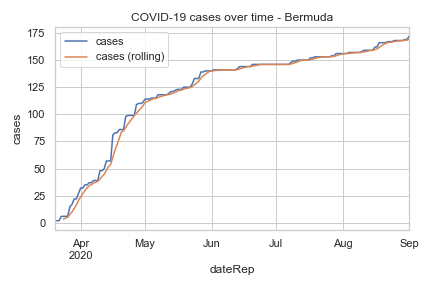 COVID-19 cases over time - Bermuda
cases
cases (rolling)
175
150
125
100
75
50
25
0
cases
Apr
2020
May
Jun
Jul
Aug
Sep
dateRep